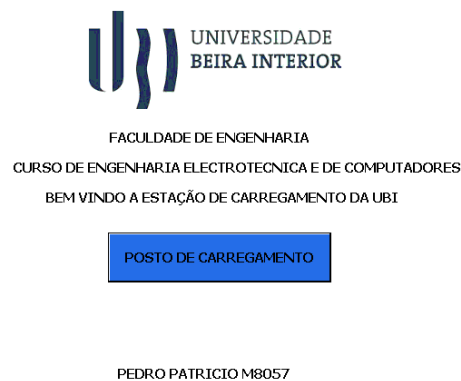 UNIVERSIDADE
BEIRA INTERIOR
FACULDADE DE ENGENHARIA
CURSO DE ENGENHARIA ELECTROTECNICA E DE COMPUTADORES
BEM VINDO A ESTAÇÃO DE CARREGAMENTO DA UBI
POSTO DE CARREGAMENTO
PEDRO PATRICIO M8057